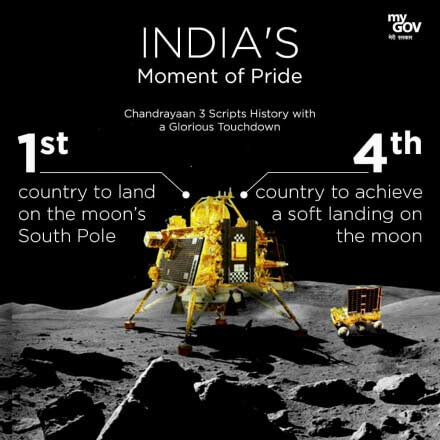 my
GOV
मेरी सरकार
INDIA'S
Moment of Pride
Chandrayaan 3 Scripts History with
a Glorious Touchdown
1st
country to land
on the moon's
South Pole
4th
country to achieve
a soft landing on
the moon